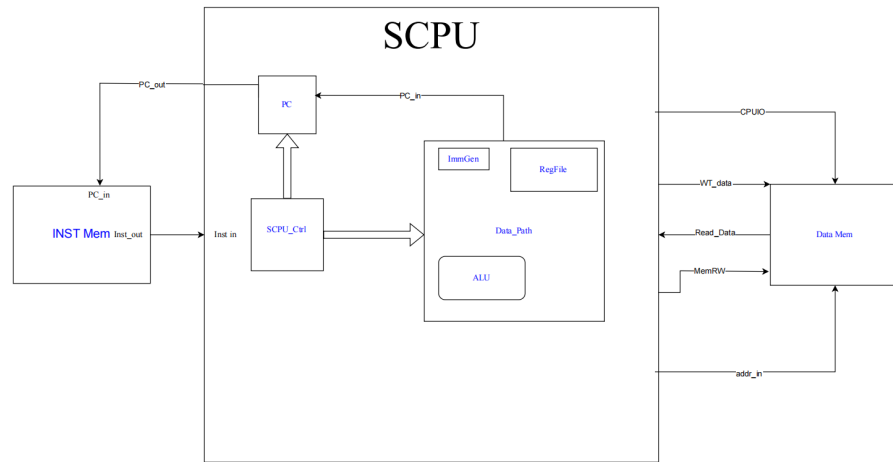 SCPU
PC_out
PC
PC_in
CPUIO
ImmGen
RegFile
PC_in
WT_data
INST Mem
Inst_out
Inst in
SCPU_Ctrl
Data_Path
Read_Data
Data Mem
MemRW
ALU
addr_in